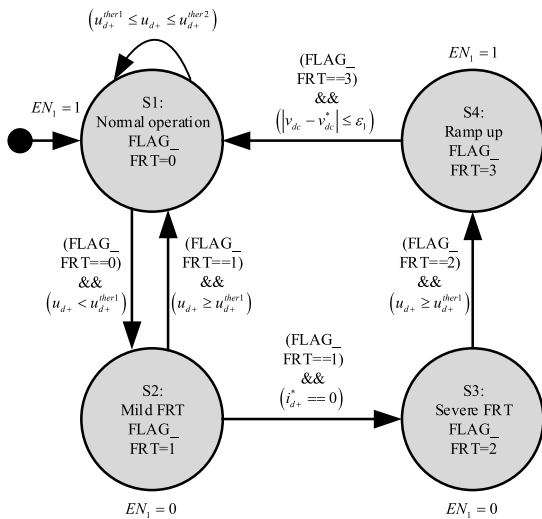 (u_{d+}^{ther1} ≤ u_{d+} ≤ u_{d+}^{ther2})
EN_1 = 1
S1:
Normal operation
FLAG_
FRT=0
(FLAG_
FRT==3)
&&
(|v_{dc} − v_{dc}^{*}| ≤ ε_1)
EN_1 = 1
S4:
Ramp up
FLAG_
FRT=3
(FLAG_
FRT==0)
&&
(u_{d+} < u_{d+}^{ther1})
(FLAG_
FRT==1)
&&
(u_{d+} ≥ u_{d+}^{ther1})
(FLAG_
FRT==2)
&&
(u_{d+} ≥ u_{d+}^{ther1})
S2:
Mild FRT
FLAG_
FRT=1
EN_1 = 0
(FLAG_
FRT==1)
&&
(i_{d+}^{*} == 0)
S3:
Severe FRT
FLAG_
FRT=2
EN_1 = 0